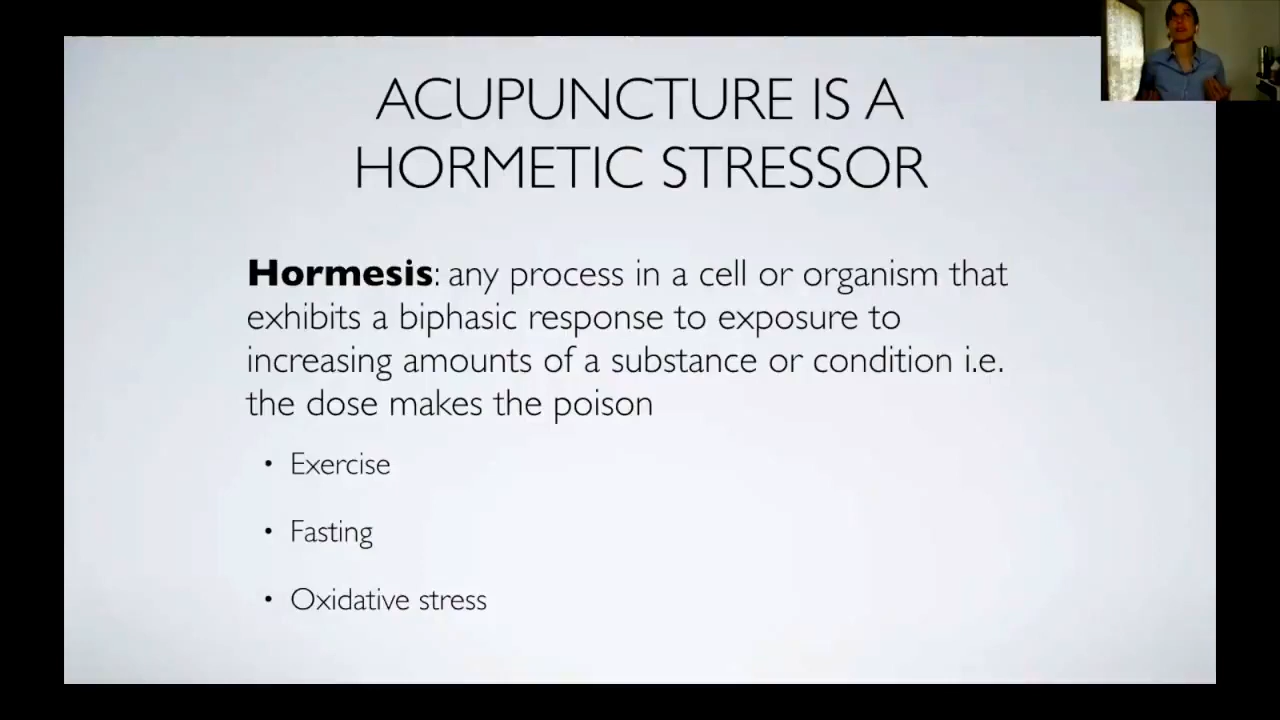 ACUPUNCTURE IS A
HORMETIC STRESSOR
Hormesis: any process in a cell or organism that
exhibits a biphasic response to exposure to
increasing amounts of a substance or condition i.e.
the dose makes the poison
• Exercise
• Fasting
• Oxidative stress